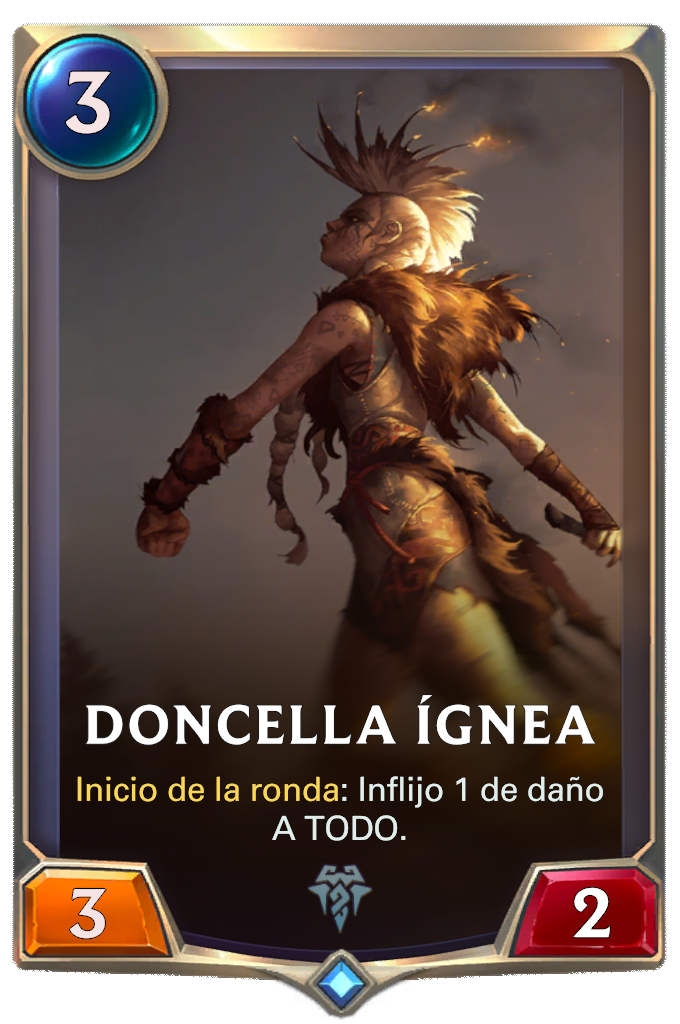 3
DONCELLA ÍGNEA
Inicio de la ronda: Inflijo 1 de daño
A TODO.
3
2